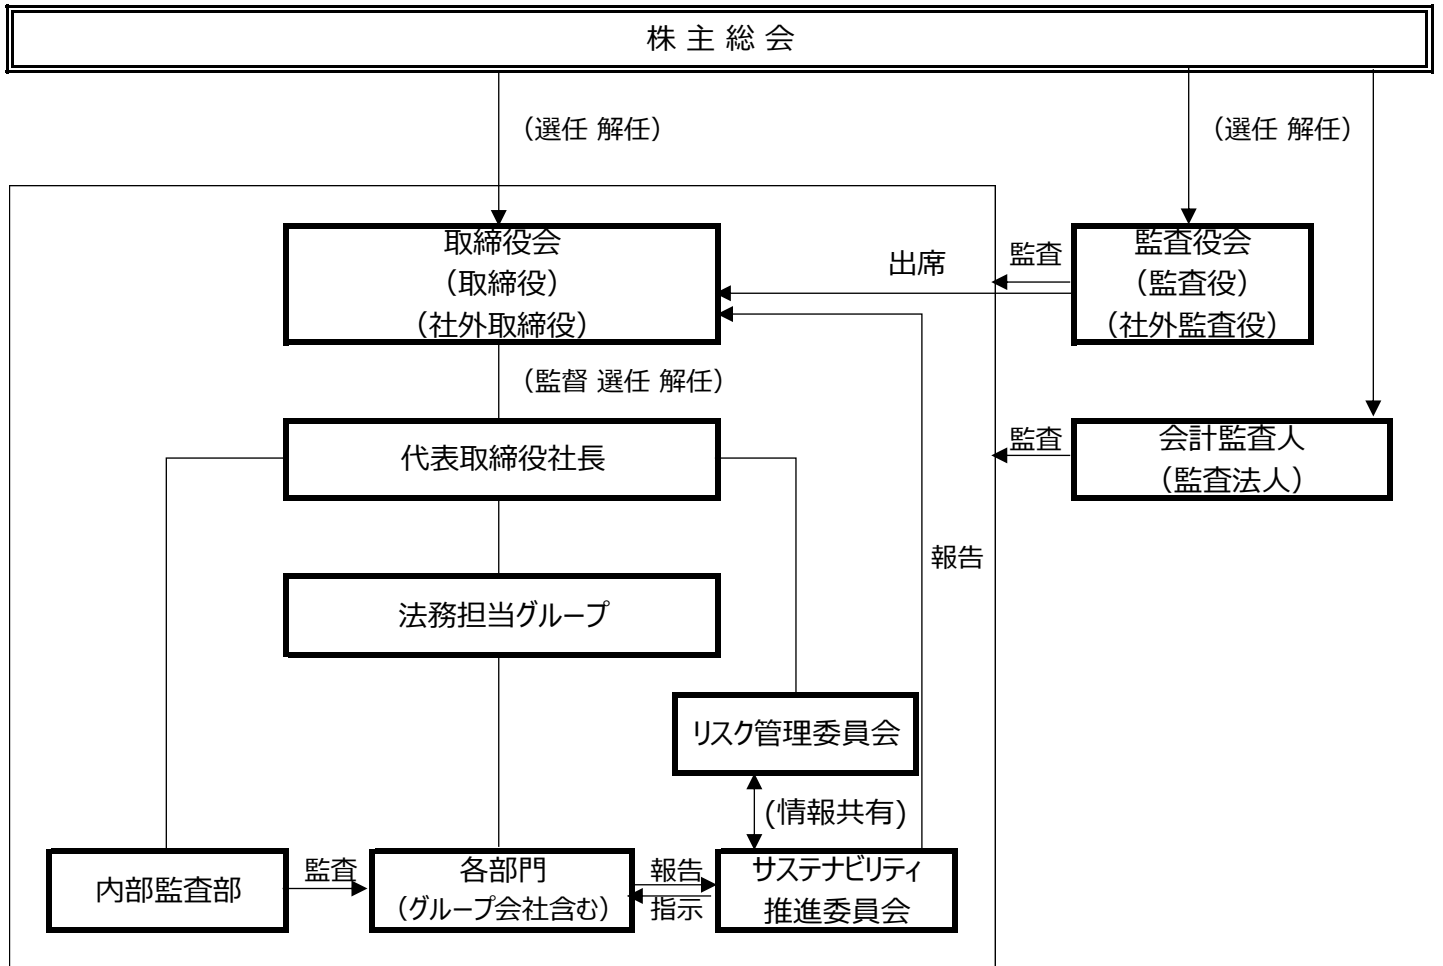 株 主 総 会
（選任 解任）
（選任 解任）
取締役会
（取締役）
（社外取締役）
出席
監査
監査役会
（監査役）
（社外監査役）
（監督 選任 解任）
代表取締役社長
監査
会計監査人
（監査法人）
報告
法務担当グループ
リスク管理委員会
(情報共有)
内部監査部
監査
各部門
（グループ会社含む）
報告
指示
サステナビリティ
推進委員会